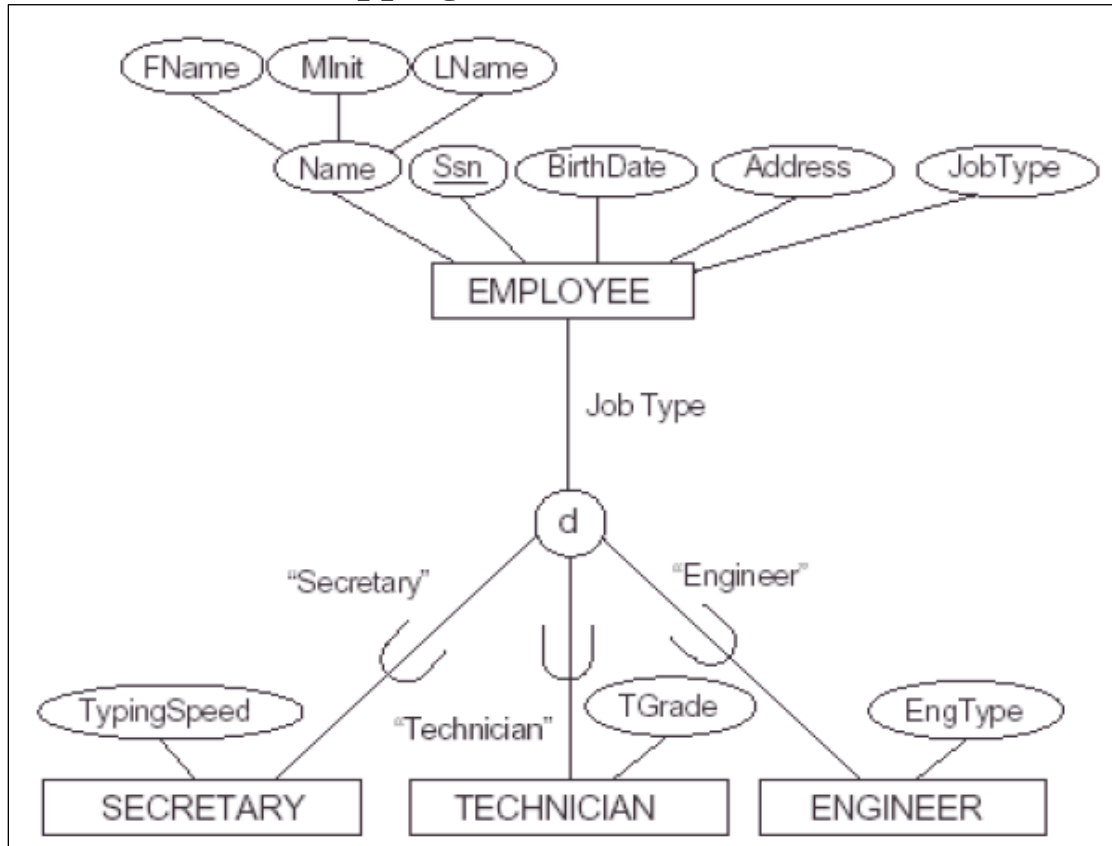 FName MInit LName
Name Ssn BirthDate Address JobType
EMPLOYEE
Job Type
d
“Secretary” “Engineer”
TypingSpeed “Technician” TGrade EngType
SECRETARY TECHNICIAN ENGINEER